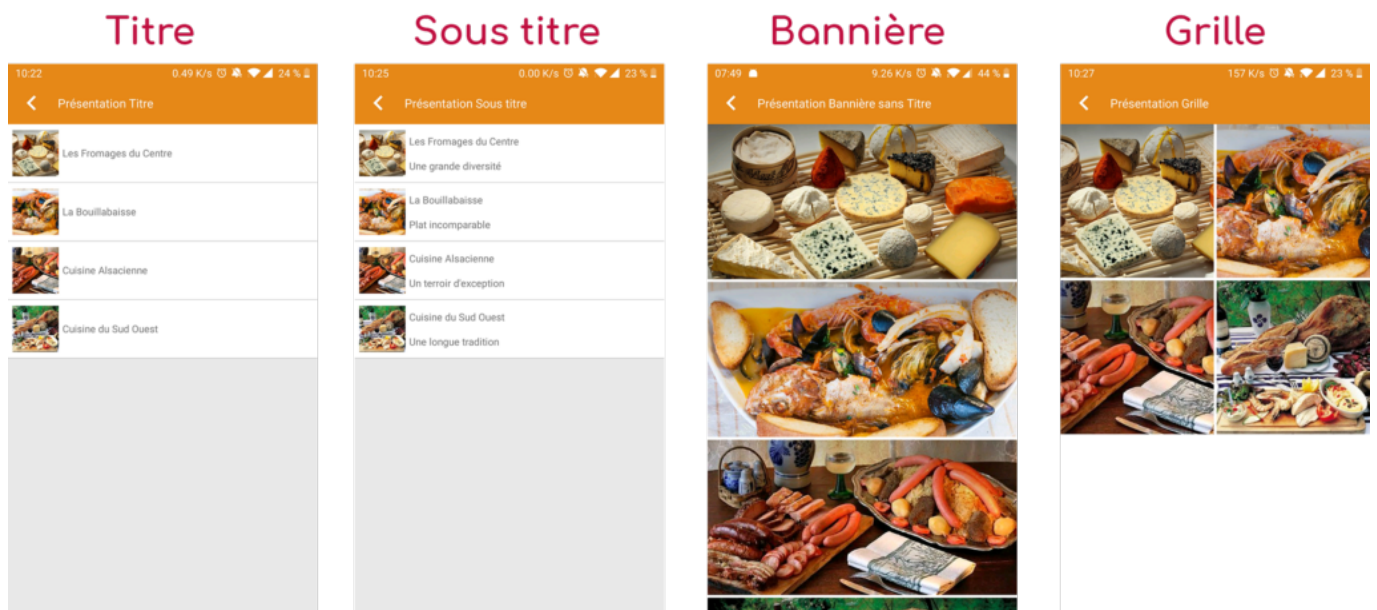 Titre
Sous titre
Bannière
Grille
10:22 0.49 K/s 24 %
Présentation Titre
Les Fromages du Centre
La Bouillabaisse
Cuisine Alsacienne
Cuisine du Sud Ouest
10:25 0.00 K/s 23 %
Présentation Sous titre
Les Fromages du Centre
Une grande diversité
La Bouillabaisse
Plat incomparable
Cuisine Alsacienne
Un terroir d'exception
Cuisine du Sud Ouest
Une longue tradition
07:49 9.26 K/s 44 %
Présentation Bannière sans Titre
10:27 157 K/s 23 %
Présentation Grille